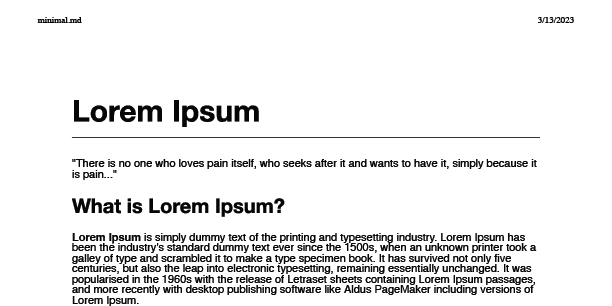 minimal.md 3/13/2023
Lorem Ipsum
"There is no one who loves pain itself, who seeks after it and wants to have it, simply because it
is pain..."
What is Lorem Ipsum?
Lorem Ipsum is simply dummy text of the printing and typesetting industry. Lorem Ipsum has
been the industry's standard dummy text ever since the 1500s, when an unknown printer took a
galley of type and scrambled it to make a type specimen book. It has survived not only five
centuries, but also the leap into electronic typesetting, remaining essentially unchanged. It was
popularised in the 1960s with the release of Letraset sheets containing Lorem Ipsum passages,
and more recently with desktop publishing software like Aldus PageMaker including versions of
Lorem Ipsum.